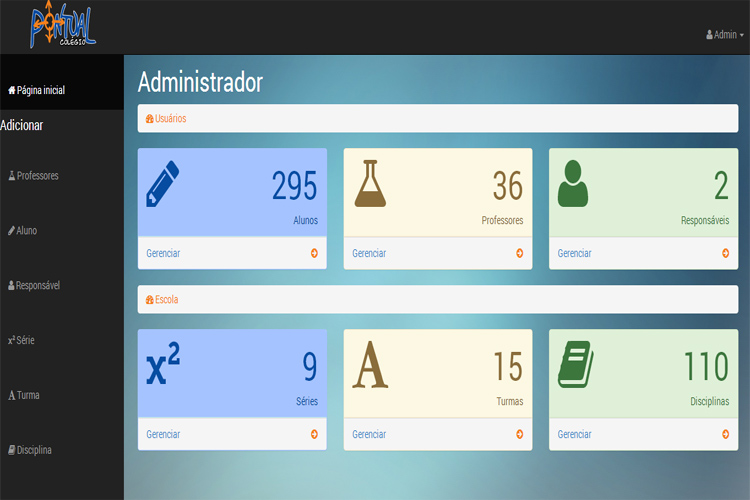 PONTUAL
COLÉGIO
Admin
Página inicial
Adicionar
Professores
Aluno
Responsável
x² Série
A Turma
Disciplina
Administrador
Usuários
295
Alunos
Gerenciar
36
Professores
Gerenciar
2
Responsáveis
Gerenciar
Escola
x²
9
Séries
Gerenciar
A
15
Turmas
Gerenciar
110
Disciplinas
Gerenciar